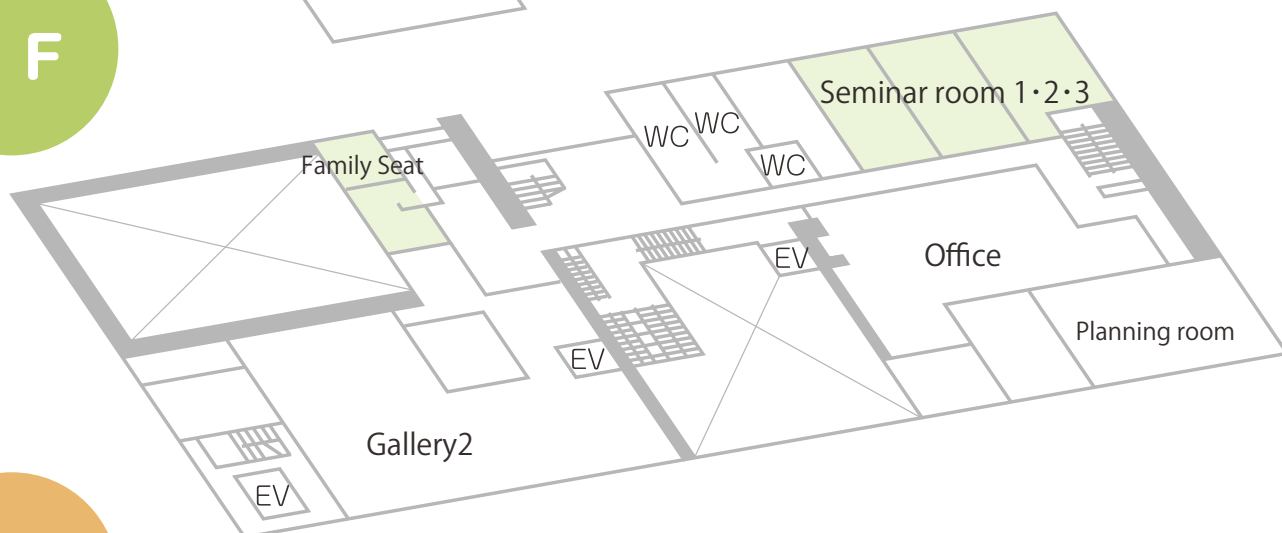 F
Seminar room 1・2・3
WC
WC
WC
Family Seat
EV
Office
Planning room
EV
Gallery2
EV